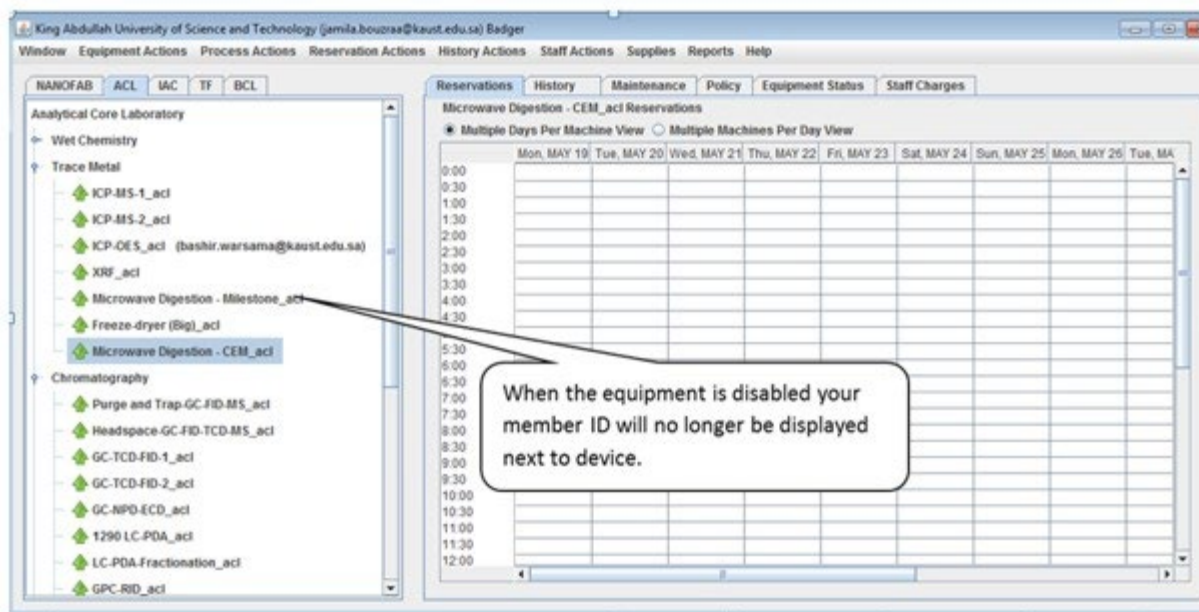 King Abdullah University of Science and Technology (jamila.bouzraa@kaust.edu.sa) Badger
Window Equipment Actions Process Actions Reservation Actions History Actions Staff Actions Supplies Reports Help
NANOFAB ACL IAC TF BCL
Analytical Core Laboratory
Wet Chemistry
Trace Metal
ICP-MS-1_acl
ICP-MS-2_acl
ICP-OES_acl (bashir.warsama@kaust.edu.sa)
XRF_acl
Microwave Digestion - Milestone_acl
Freeze-dryer (Big)_acl
Microwave Digestion - CEM_acl
Chromatography
Purge and Trap-GC-FID-MS_acl
Headspace-GC-FID-TCD-MS_acl
GC-TCD-FID-1_acl
GC-TCD-FID-2_acl
GC-NPD-ECD_acl
1290 LC-PDA_acl
LC-PDA-Fractionation_acl
GPC-RID_acl
Reservations History Maintenance Policy Equipment Status Staff Charges
Microwave Digestion - CEM_acl Reservations
Multiple Days Per Machine View Multiple Machines Per Day View
Mon, MAY 19 Tue, MAY 20 Wed, MAY 21 Thu, MAY 22 Fri, MAY 23 Sat, MAY 24 Sun, MAY 25 Mon, MAY 26 Tue, MA
0:00
0:30
1:00
1:30
2:00
2:30
3:00
3:30
4:00
4:30
5:30
6:00
6:30
7:00
7:30
8:00
8:30
9:00
9:30
10:00
10:30
11:00
11:30
12:00
When the equipment is disabled your
member ID will no longer be displayed
next to device.